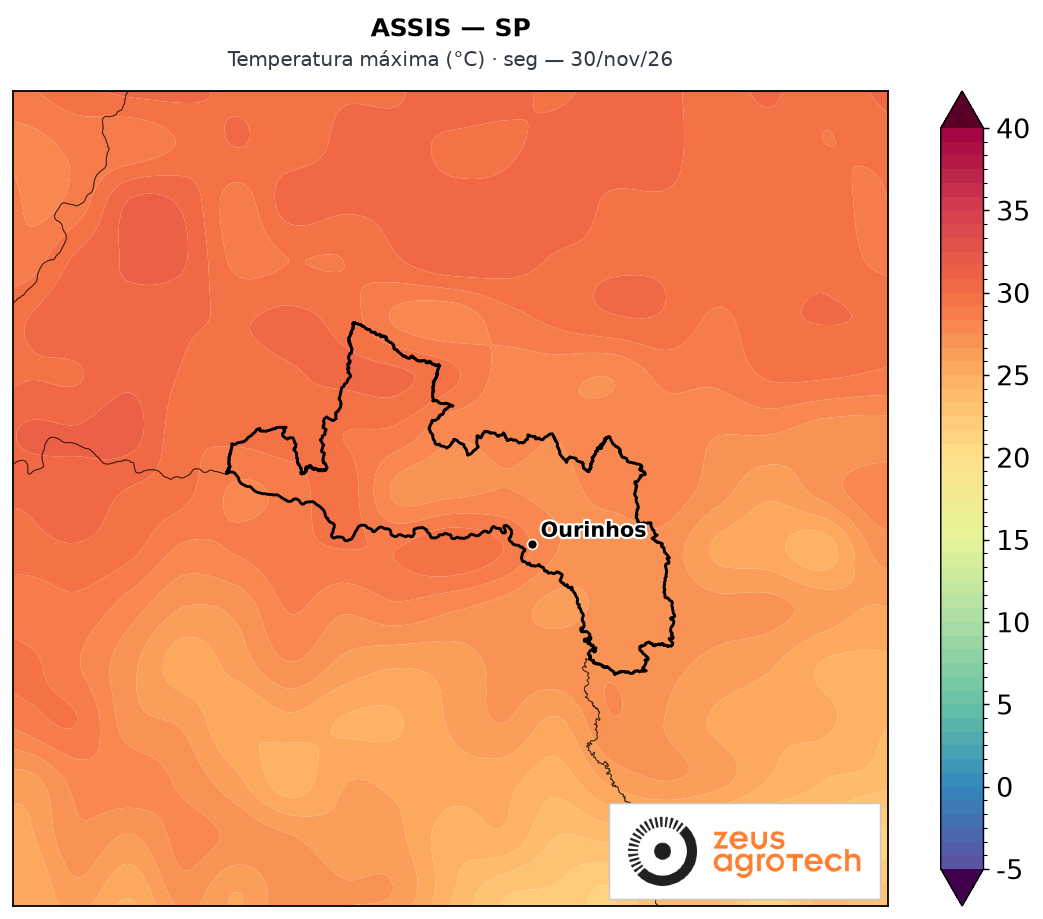 ASSIS — SP
Temperatura máxima (°C) · seg — 30/nov/26
40
35
30
25
20
15
10
5
0
-5
Ourinhos
zeus
agrotech